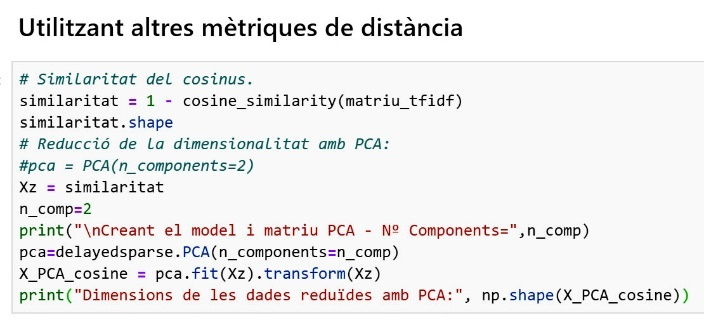 Utilitzant altres mètriques de distància
# Similaritat del cosinus.
similaritat = 1 - cosine_similarity(matriu_tfidf)
similaritat.shape
# Reducció de la dimensionalitat amb PCA:
#pca = PCA(n_components=2)
Xz = similaritat
n_comp=2
print("\nCreant el model i matriu PCA - Nº Components=",n_comp)
pca=delayedsparse.PCA(n_components=n_comp)
X_PCA_cosine = pca.fit(Xz).transform(Xz)
print("Dimensions de les dades reduïdes amb PCA:", np.shape(X_PCA_cosine))